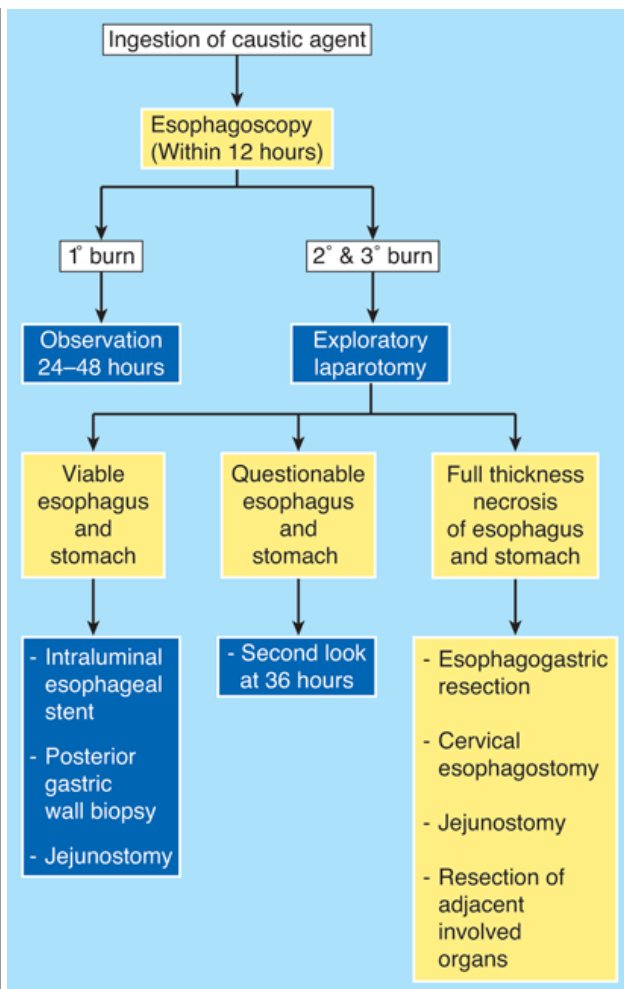 Ingestion of caustic agent
Esophagoscopy
(Within 12 hours)
1° burn
2° & 3° burn
Observation
24–48 hours
Exploratory
laparotomy
Viable
esophagus
and
stomach
Questionable
esophagus
and
stomach
Full thickness
necrosis
of esophagus
and stomach
- Intraluminal
esophageal
stent
- Posterior
gastric
wall biopsy
- Jejunostomy
- Second look
at 36 hours
- Esophagogastric
resection
- Cervical
esophagostomy
- Jejunostomy
- Resection of
adjacent
involved
organs